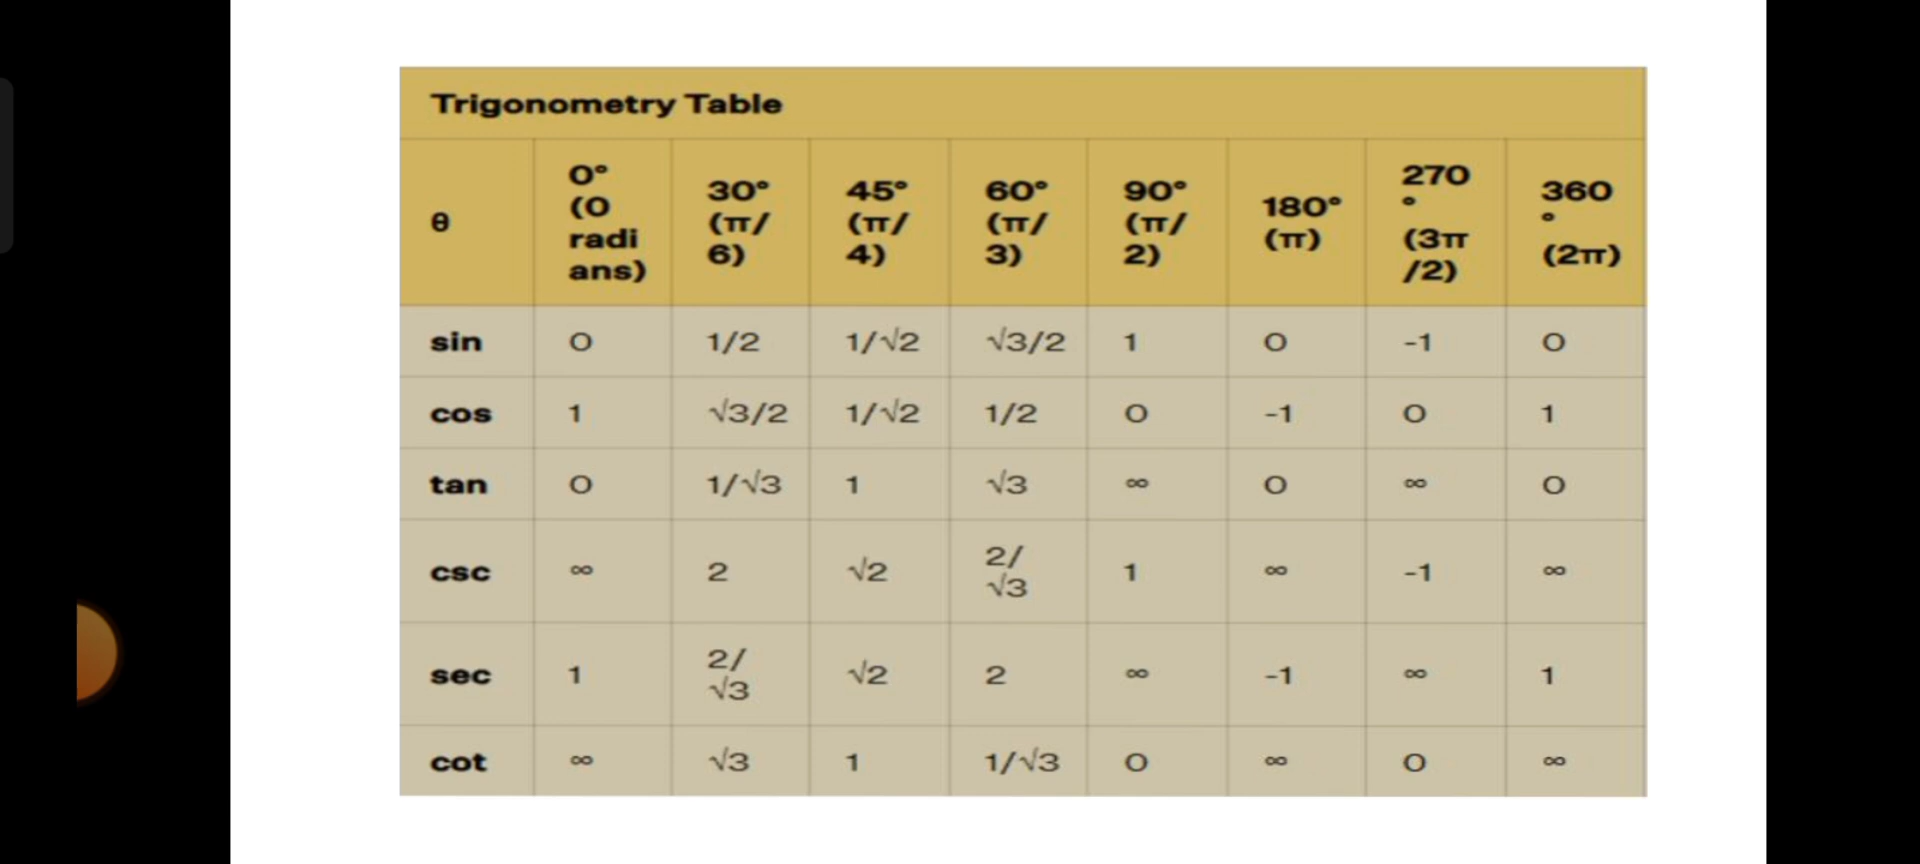 Trigonometry Table
θ 0° (0 radians) 30° (π/6) 45° (π/4) 60° (π/3) 90° (π/2) 180° (π) 270° (3π/2) 360° (2π)
sin 0 1/2 1/√2 √3/2 1 0 -1 0
cos 1 √3/2 1/√2 1/2 0 -1 0 1
tan 0 1/√3 1 √3 ∞ 0 ∞ 0
csc ∞ 2 √2 2/√3 1 ∞ -1 ∞
sec 1 2/√3 √2 2 ∞ -1 ∞ 1
cot ∞ √3 1 1/√3 0 ∞ 0 ∞